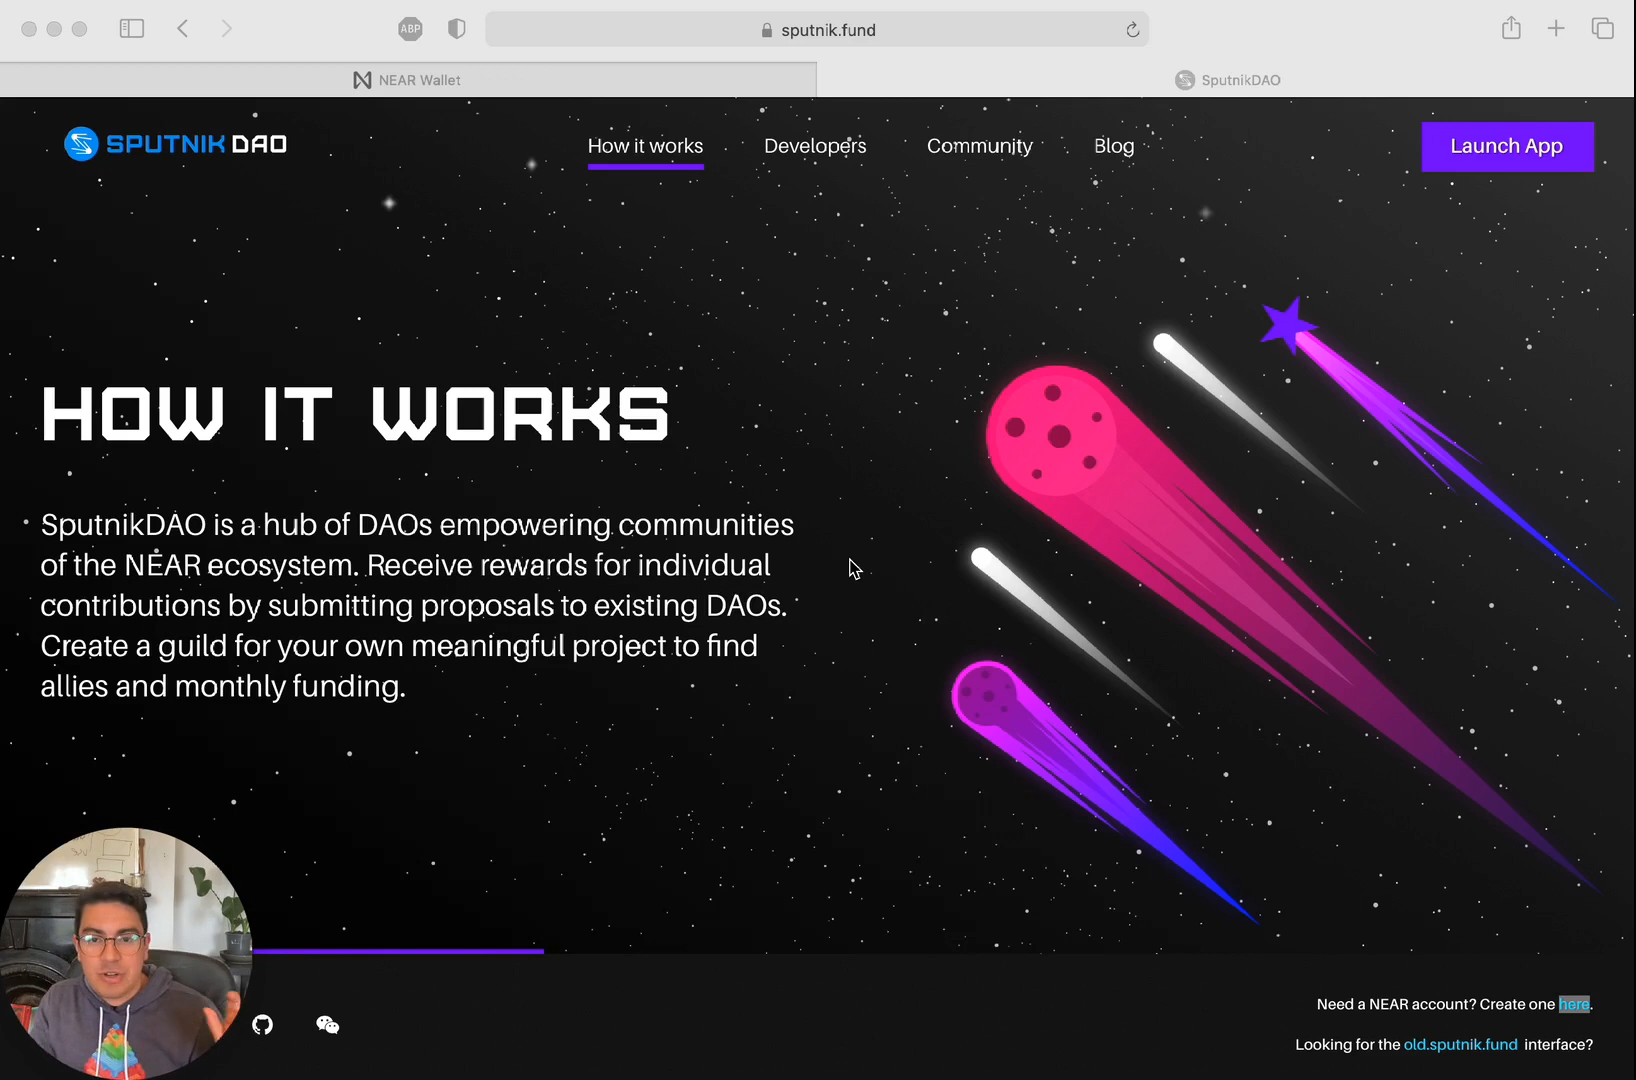 ABP
sputnik.fund
NEAR Wallet
SputnikDAO
SPUTNIK DAO
How it works
Developers
Community
Blog
Launch App
HOW IT WORKS
SputnikDAO is a hub of DAOs empowering communities
of the NEAR ecosystem. Receive rewards for individual
contributions by submitting proposals to existing DAOs.
Create a guild for your own meaningful project to find
allies and monthly funding.
Need a NEAR account? Create one here.
Looking for the old.sputnik.fund interface?